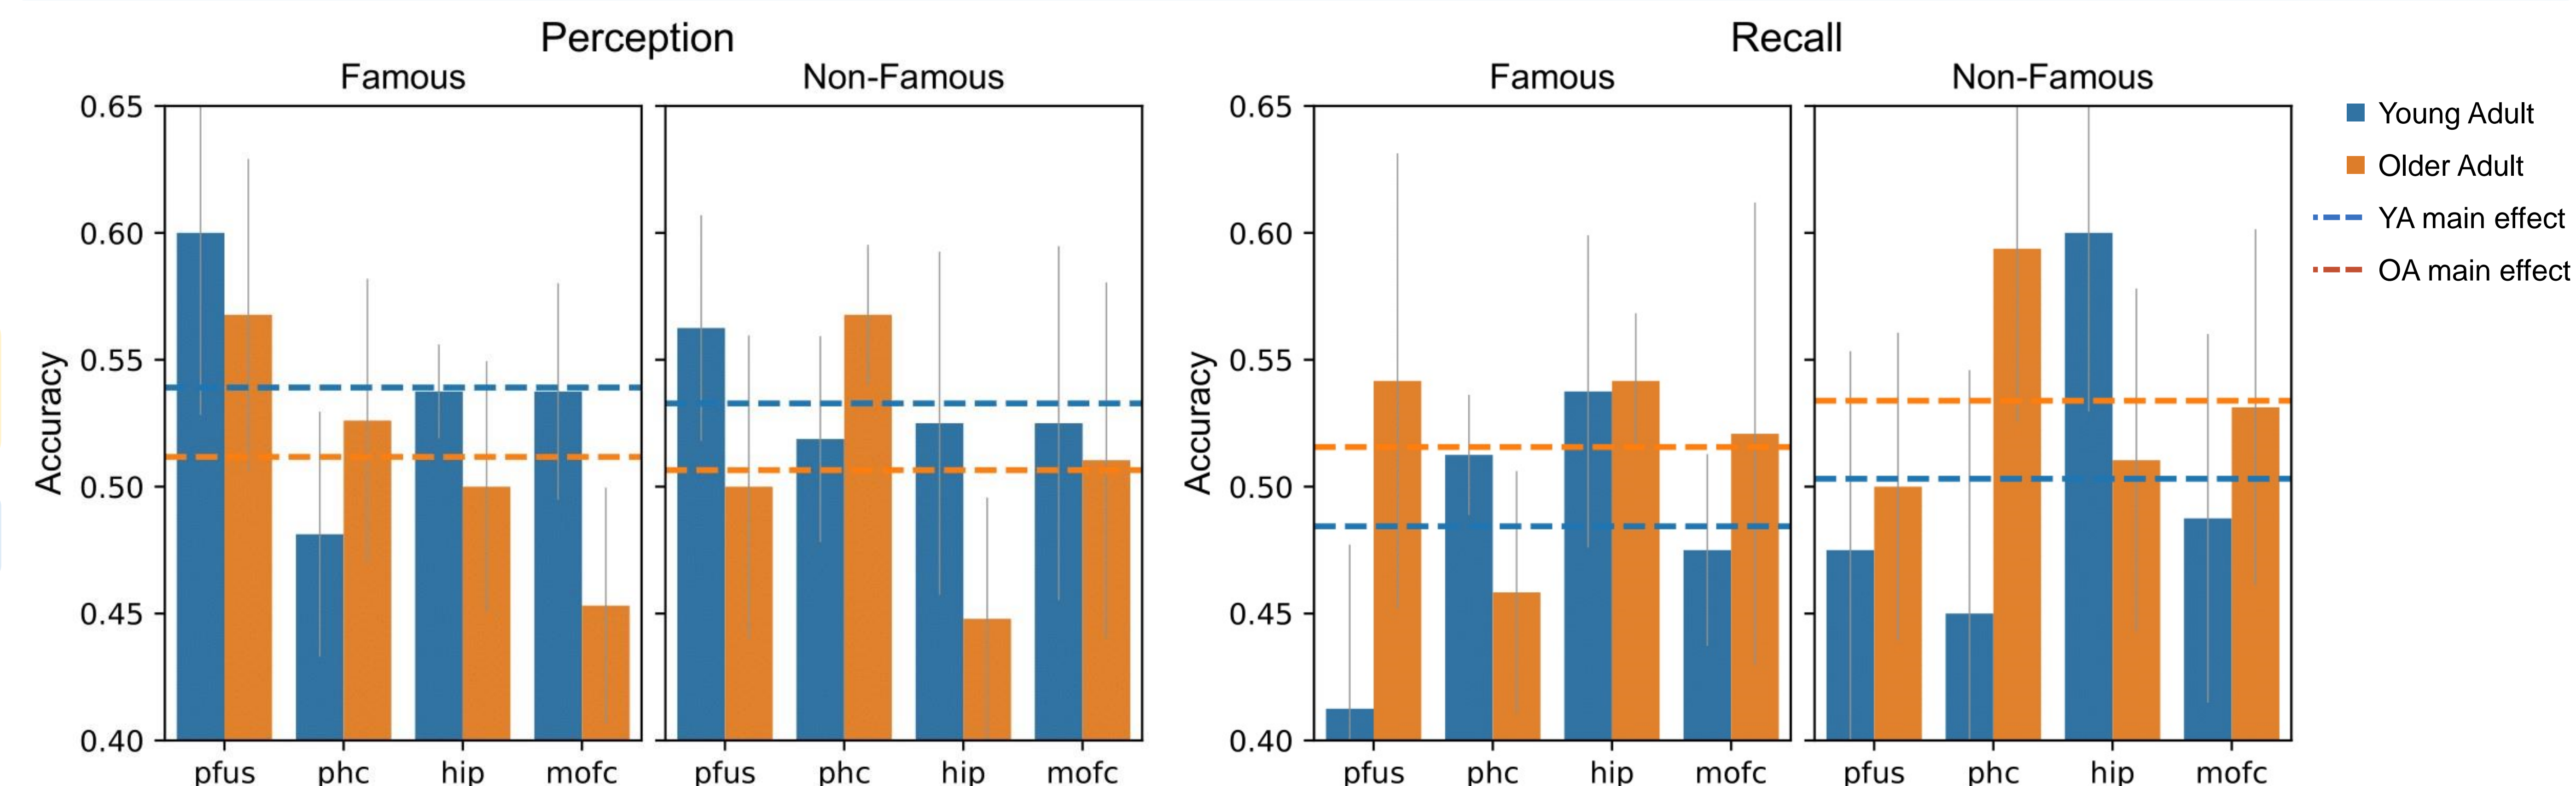 Perception
Famous
Non-Famous
Accuracy
0.65
0.60
0.55
0.50
0.45
0.40
pfus phc hip mofc
pfus phc hip mofc
Recall
Famous
Non-Famous
Accuracy
0.65
0.60
0.55
0.50
0.45
0.40
pfus phc hip mofc
pfus phc hip mofc
Young Adult
Older Adult
YA main effect
OA main effect